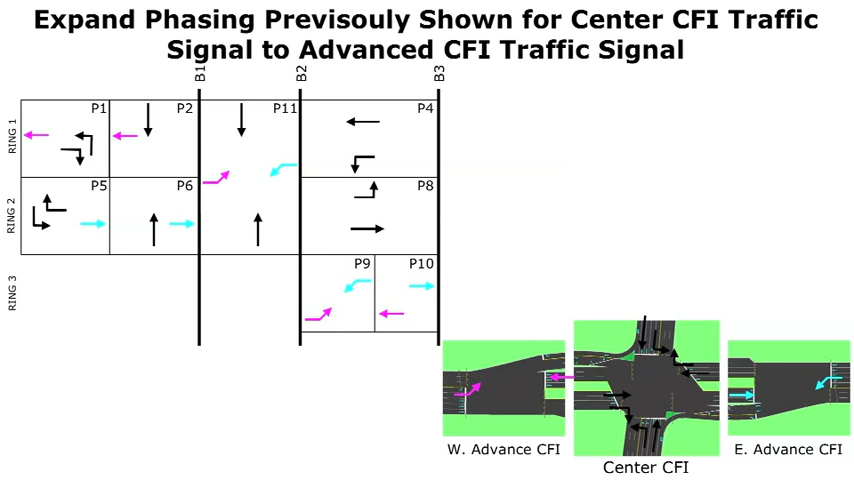 Expand Phasing Previsouly Shown for Center CFI Traffic
Signal to Advanced CFI Traffic Signal
B1
B2
B3
RING 1
P1
P2
P11
P4
RING 2
P5
P6
P8
RING 3
P9
P10
W. Advance CFI
Center CFI
E. Advance CFI